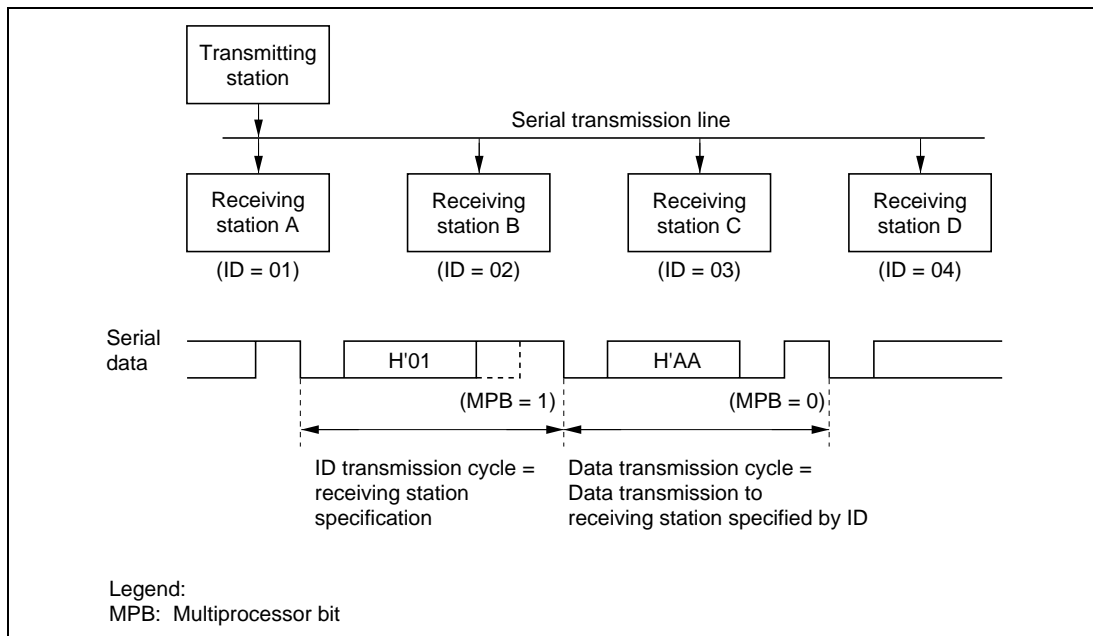 Transmitting
station
Serial transmission line
Receiving
station A
Receiving
station B
Receiving
station C
Receiving
station D
(ID = 01)
(ID = 02)
(ID = 03)
(ID = 04)
Serial
data
H'01
H'AA
(MPB = 1)
(MPB = 0)
ID transmission cycle =
receiving station
specification
Data transmission cycle =
Data transmission to
receiving station specified by ID
Legend:
MPB: Multiprocessor bit